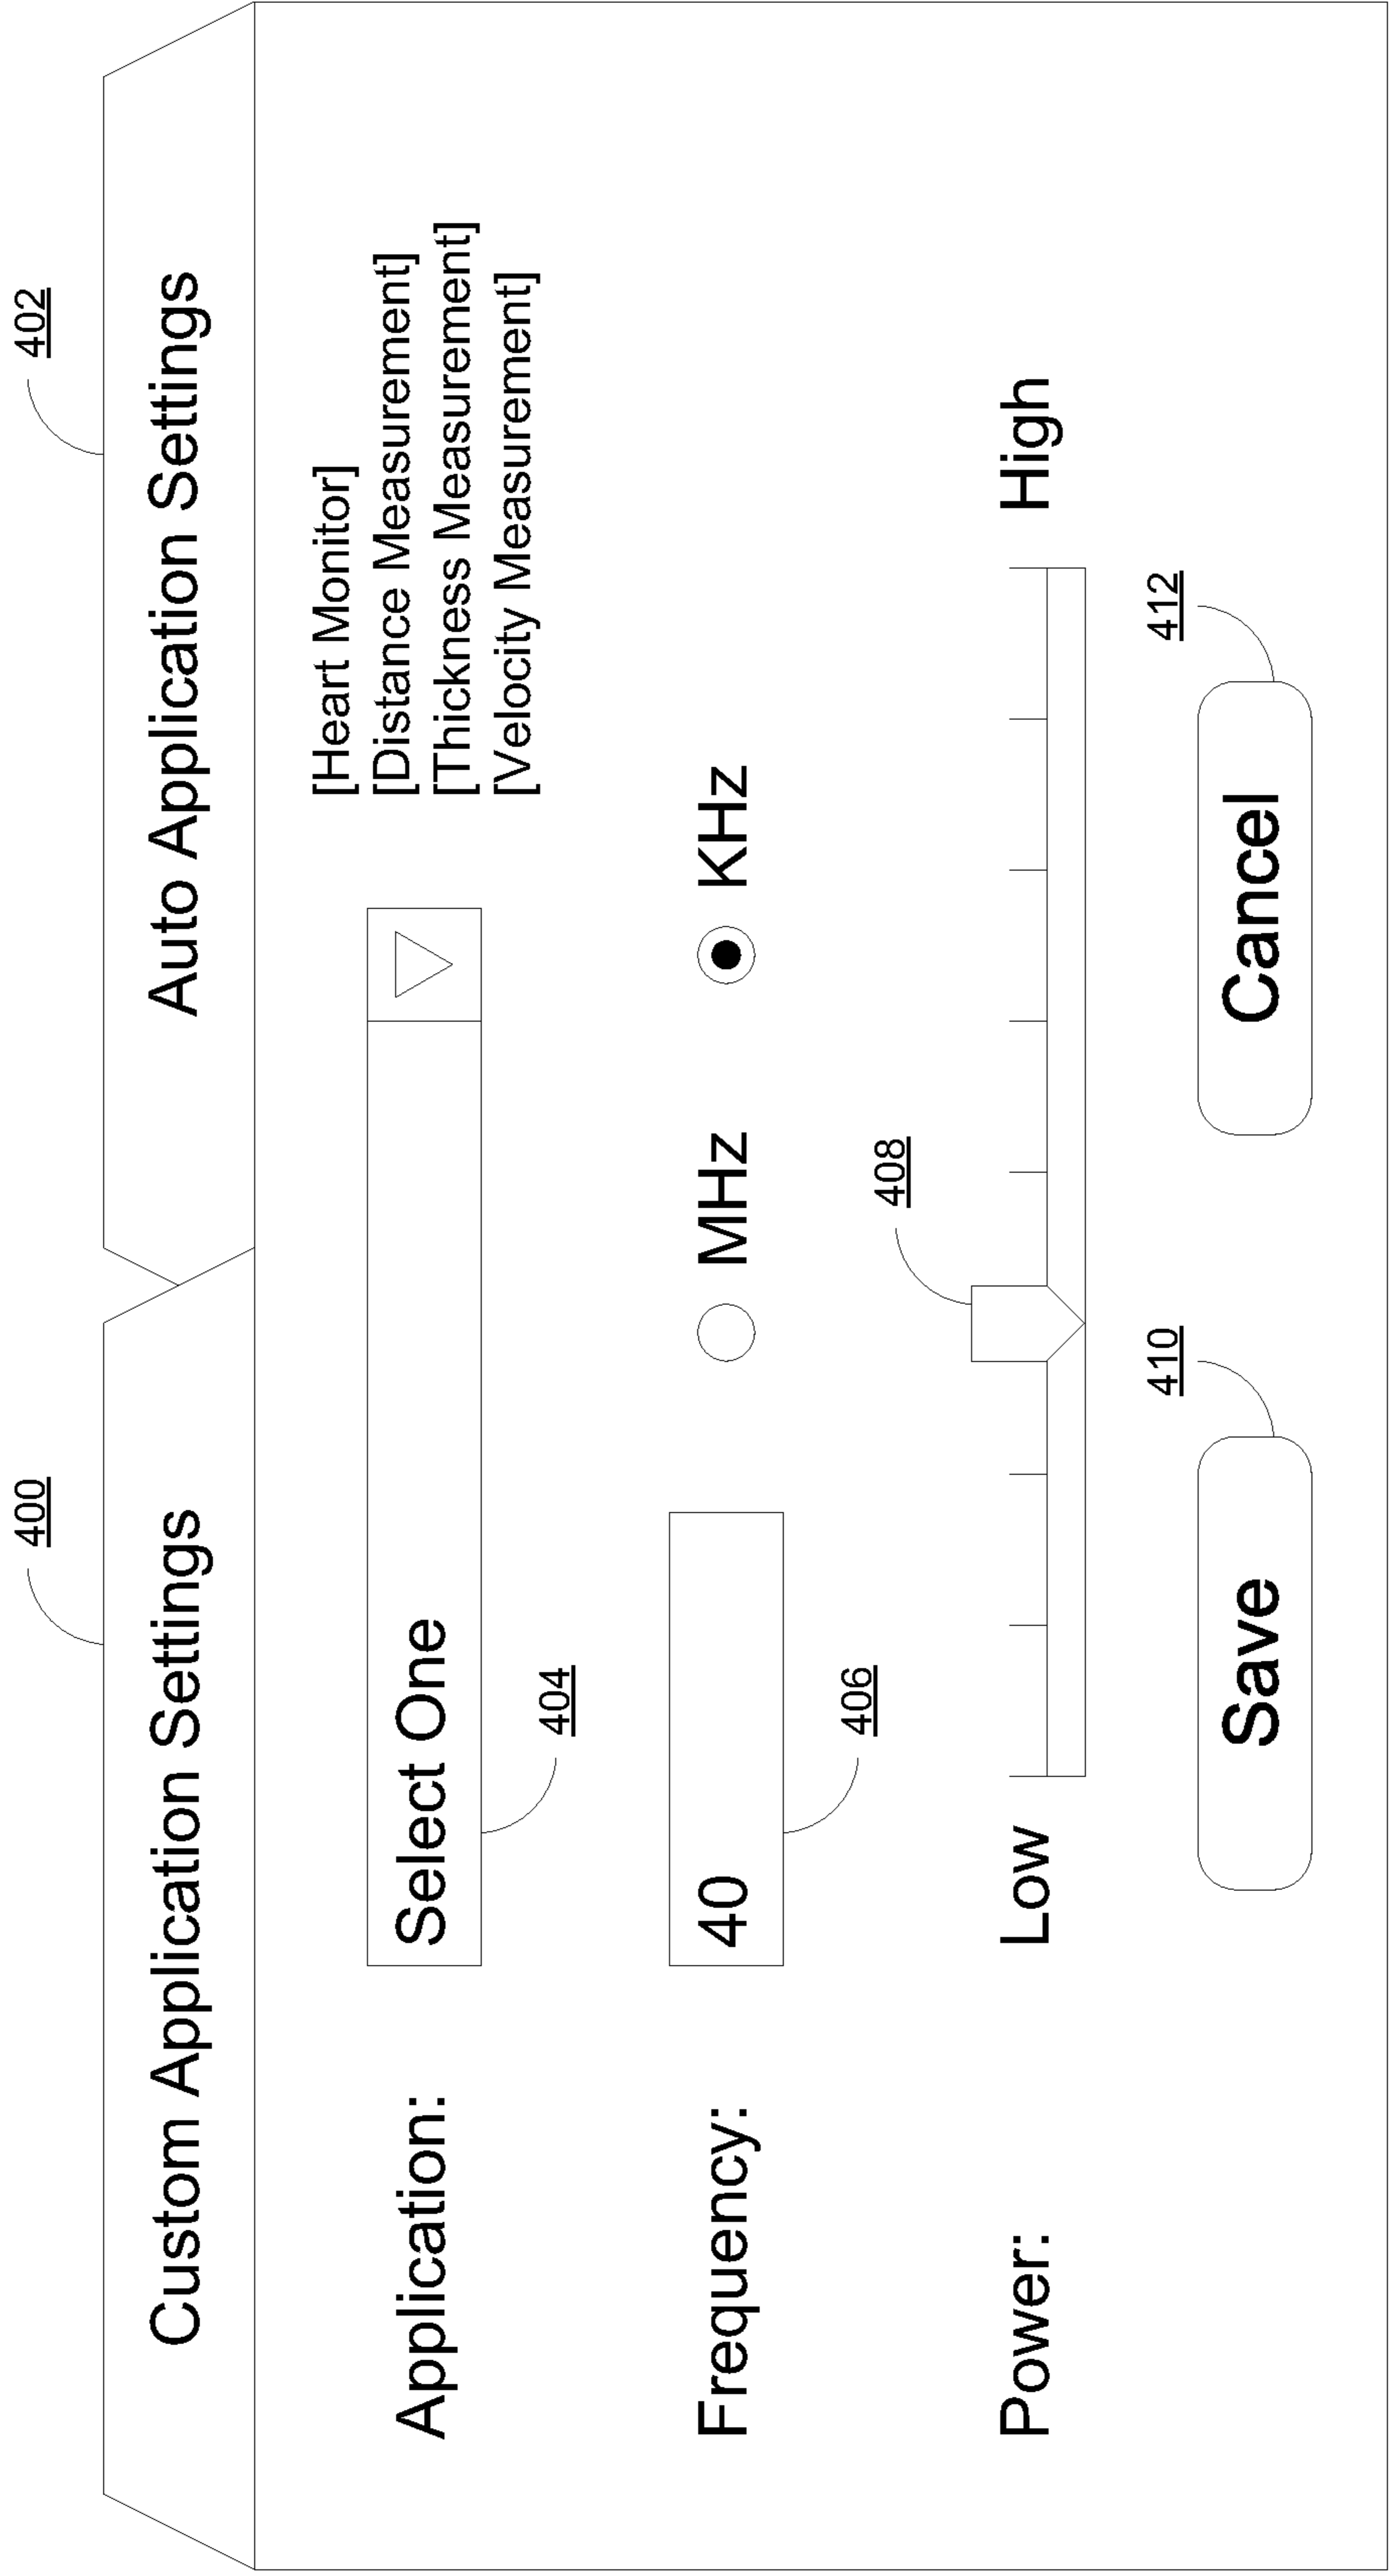 400
402
Custom Application Settings
Auto Application Settings
Application:
Select One
404
[Heart Monitor]
[Distance Measurement]
[Thickness Measurement]
[Velocity Measurement]
Frequency:
40
MHz
KHz
406
408
Power:
Low
High
410
412
Save
Cancel